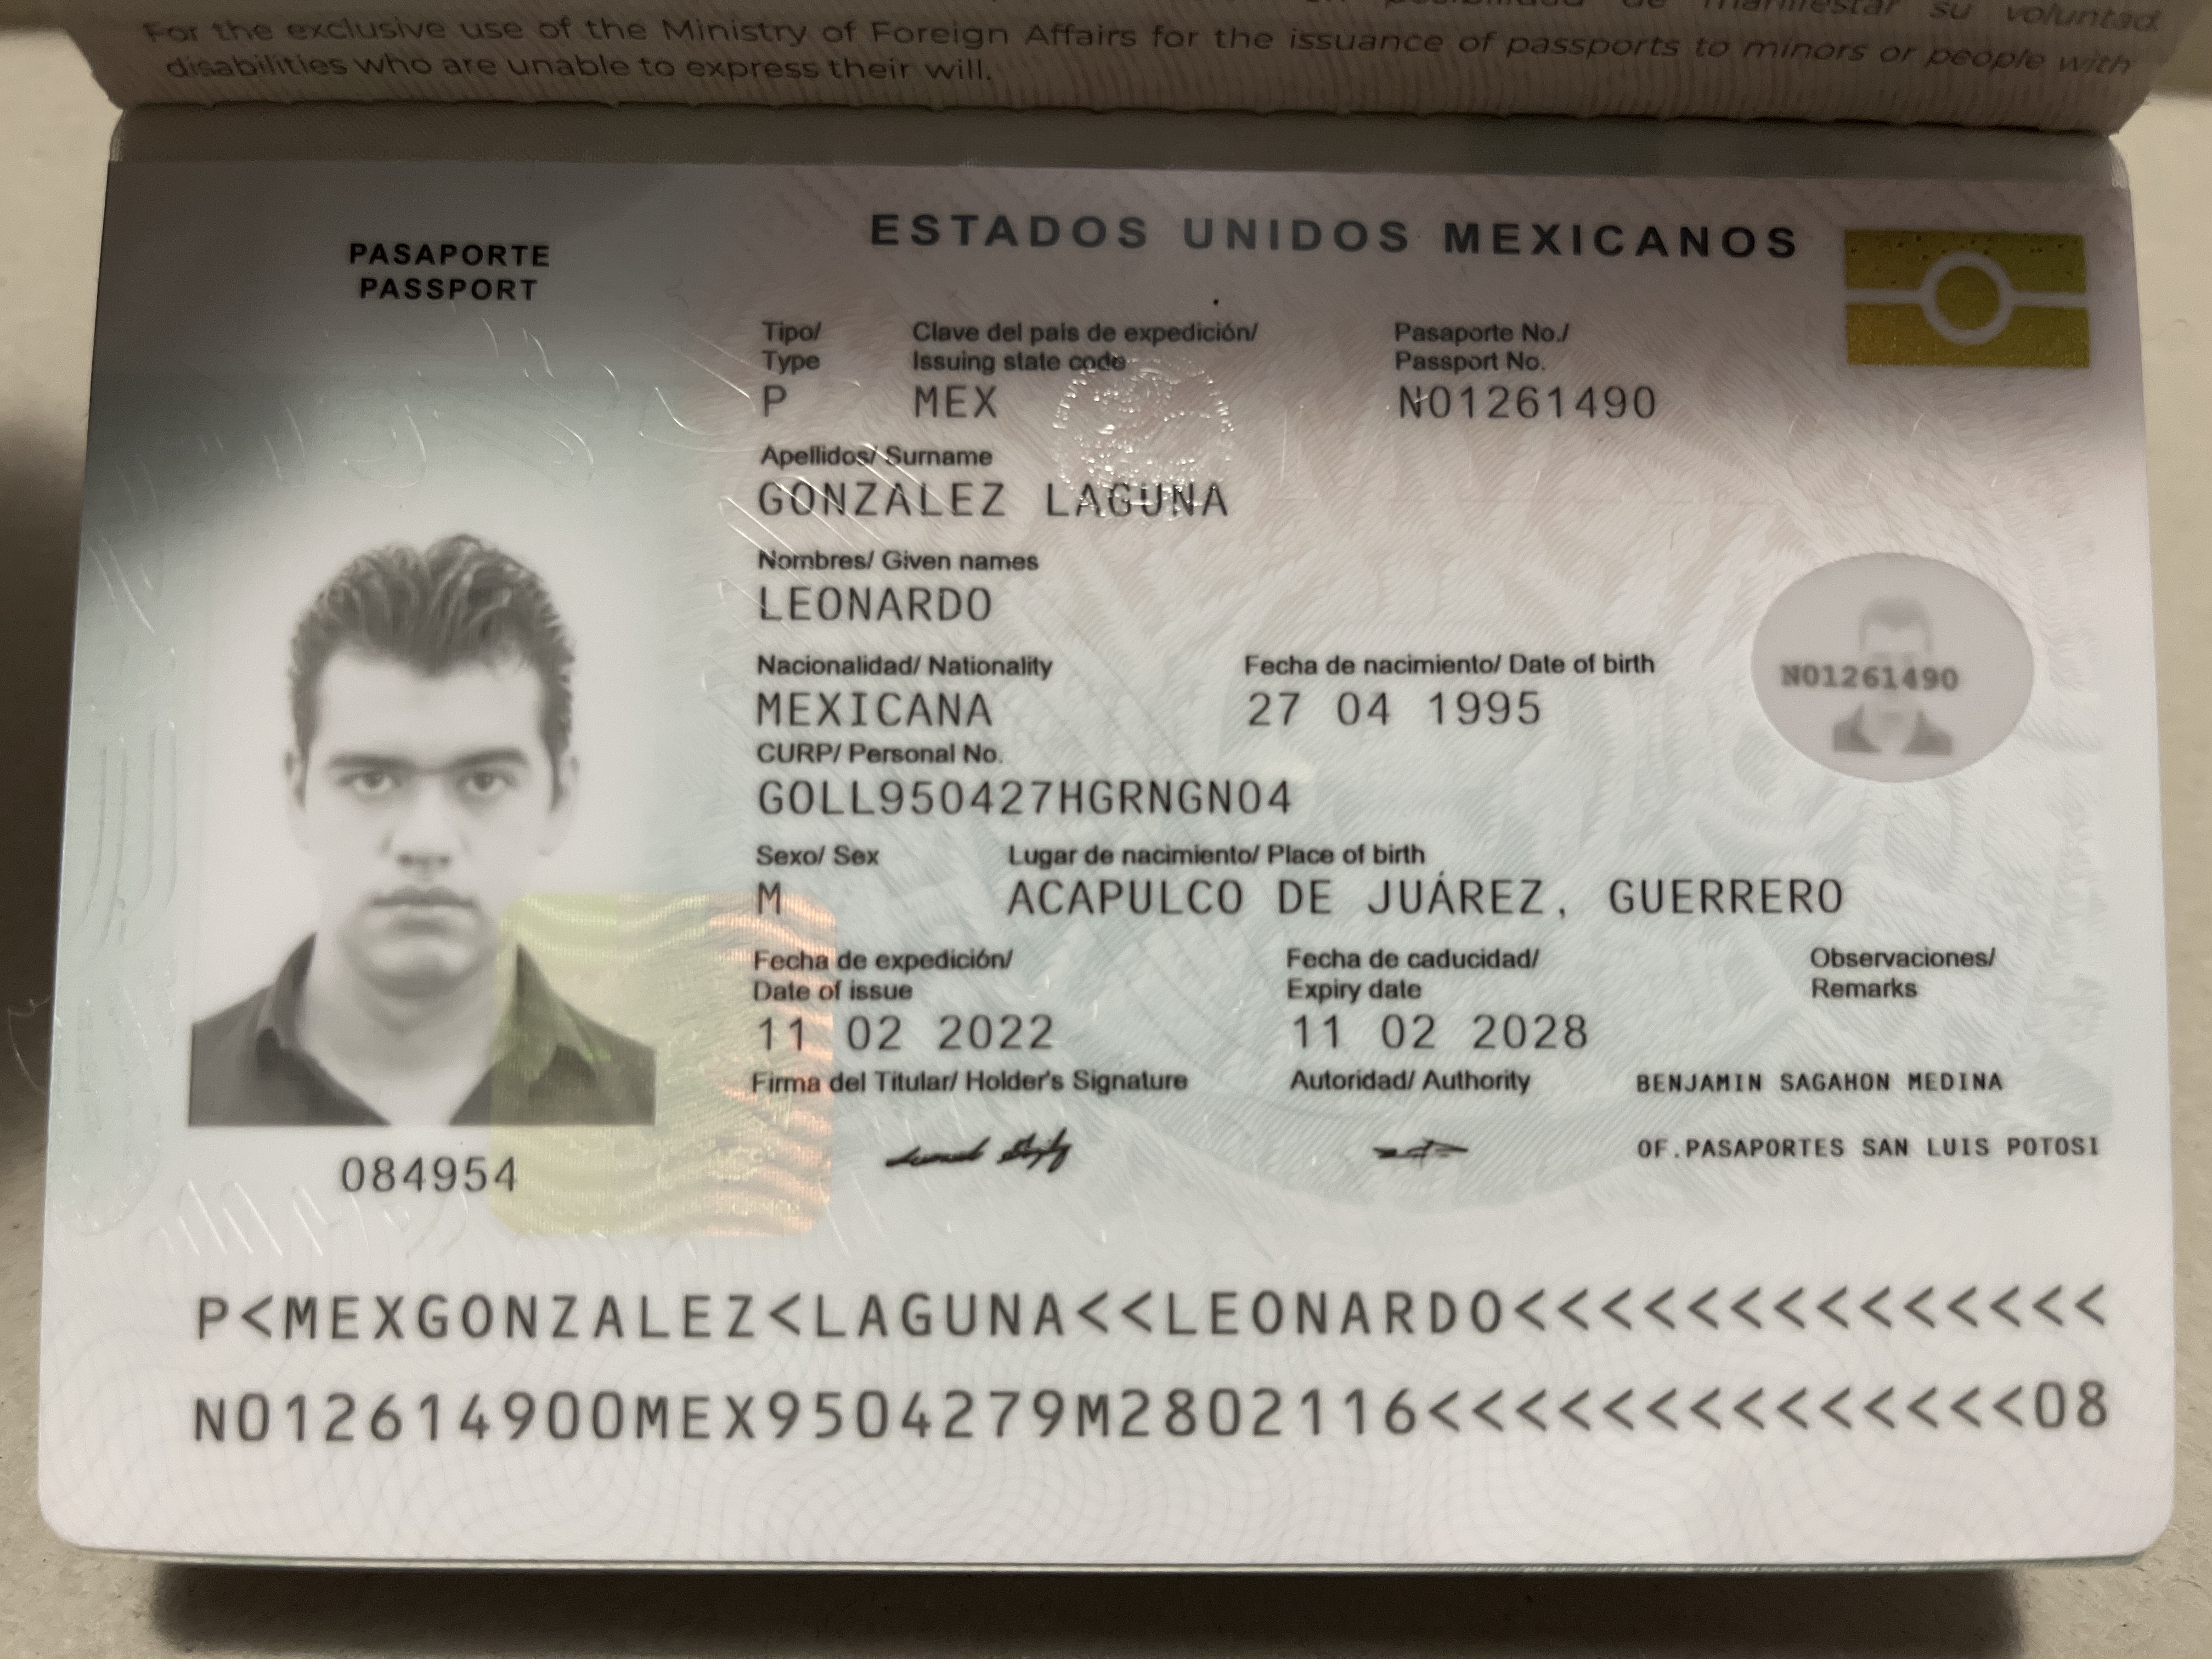 manifestar su voluntad.
For the exclusive use of the Ministry of Foreign Affairs for the issuance of passports to minors or people with
disabilities who are unable to express their will.
PASAPORTE
PASSPORT
ESTADOS UNIDOS MEXICANOS
Tipo/ Clave del país de expedición/ Pasaporte No./
Type Issuing state code Passport No.
P MEX N01261490
Apellidos/ Surname
GONZALEZ LAGUNA
Nombres/ Given names
LEONARDO
Nacionalidad/ Nationality Fecha de nacimiento/ Date of birth
MEXICANA 27 04 1995
N01261490
CURP/ Personal No.
GOLL950427HGRNGN04
Sexo/ Sex Lugar de nacimiento/ Place of birth
M ACAPULCO DE JUÁREZ, GUERRERO
Fecha de expedición/ Fecha de caducidad/ Observaciones/
Date of issue Expiry date Remarks
11 02 2022 11 02 2028
Firma del Titular/ Holder's Signature Autoridad/ Authority BENJAMIN SAGAHON MEDINA
OF.PASAPORTES SAN LUIS POTOSI
084954
P<MEXGONZALEZ<LAGUNA<<LEONARDO<<<<<<<<<<<<<<
N012614900MEX9504279M2802116<<<<<<<<<<<<<<08